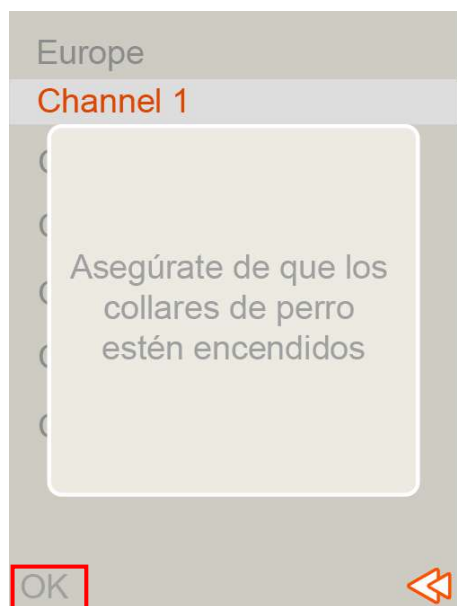 Europe
Channel 1
Asegúrate de que los
collares de perro
estén encendidos
OK